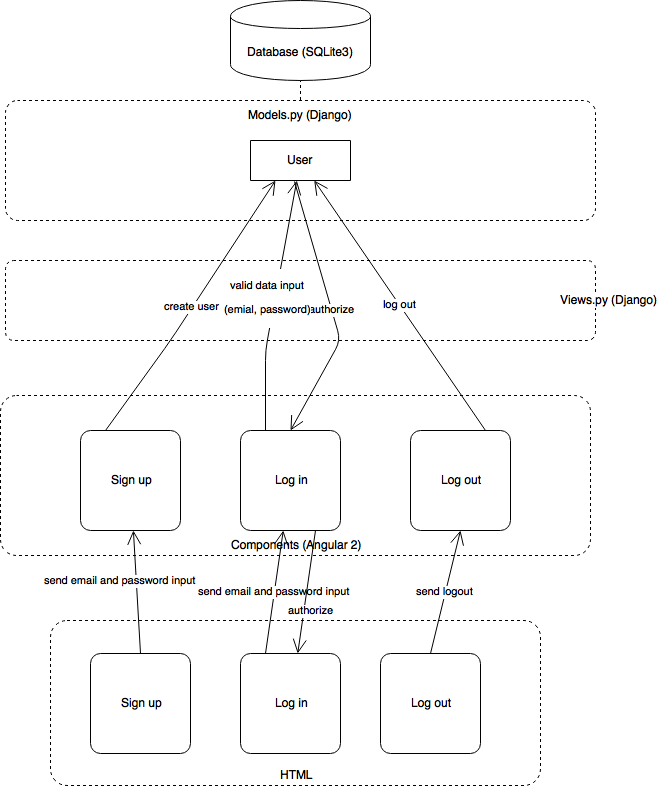 Database (SQLite3)
Models.py (Django)
User
valid data input
Views.py (Django)
create user
(emial, password)
authorize
log out
Sign up
Log in
Log out
Components (Angular 2)
send email and password input
send email and password input
send logout
authorize
Sign up
Log in
Log out
HTML